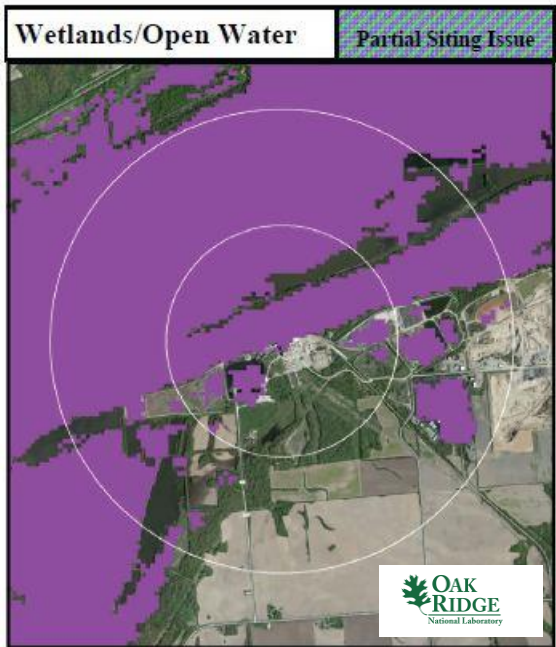 Wetlands/Open Water
Partial Siting Issue
OAK
RIDGE
National Laboratory